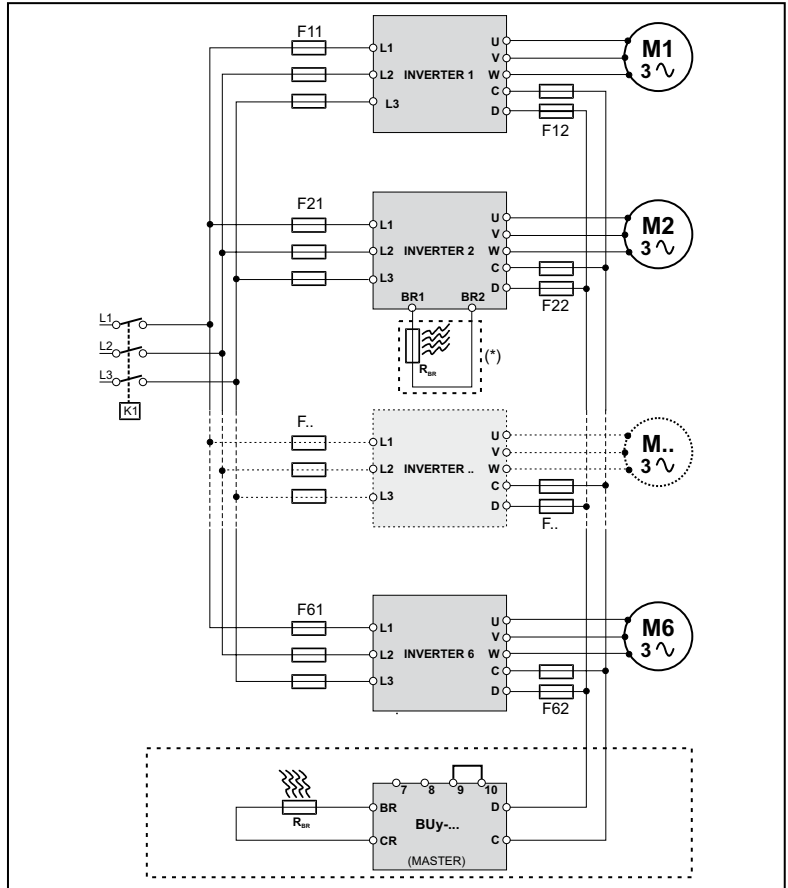 F11
L1 U
L2 INVERTER 1 V
W
L3 C
D
F12
M1
3
F21
L1 U
L2 INVERTER 2 V
W
L3 C
D
BR1 BR2
F22
M2
3
R BR
(*)
L1
L2
L3
K1
F..
L1 U
L2 INVERTER .. V
W
L3 C
D
F..
M..
3
F61
L1 U
L2 INVERTER 6 V
W
L3 C
D
F62
M6
3
7 8 9 10
R BR
BR D
BUy-...
CR C
(MASTER)